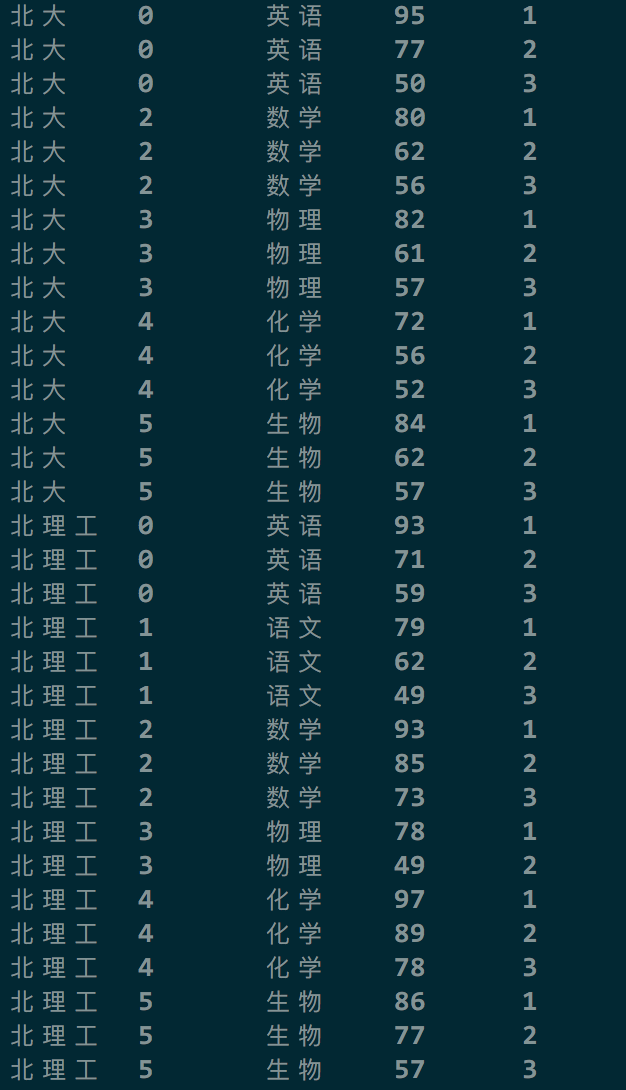 北大 0 英语 95 1
北大 0 英语 77 2
北大 0 英语 50 3
北大 2 数学 80 1
北大 2 数学 62 2
北大 2 数学 56 3
北大 3 物理 82 1
北大 3 物理 61 2
北大 3 物理 57 3
北大 4 化学 72 1
北大 4 化学 56 2
北大 4 化学 52 3
北大 5 生物 84 1
北大 5 生物 62 2
北大 5 生物 57 3
北理工 0 英语 93 1
北理工 0 英语 71 2
北理工 0 英语 59 3
北理工 1 语文 79 1
北理工 1 语文 62 2
北理工 1 语文 49 3
北理工 2 数学 93 1
北理工 2 数学 85 2
北理工 2 数学 73 3
北理工 3 物理 78 1
北理工 3 物理 49 2
北理工 4 化学 97 1
北理工 4 化学 89 2
北理工 4 化学 78 3
北理工 5 生物 86 1
北理工 5 生物 77 2
北理工 5 生物 57 3